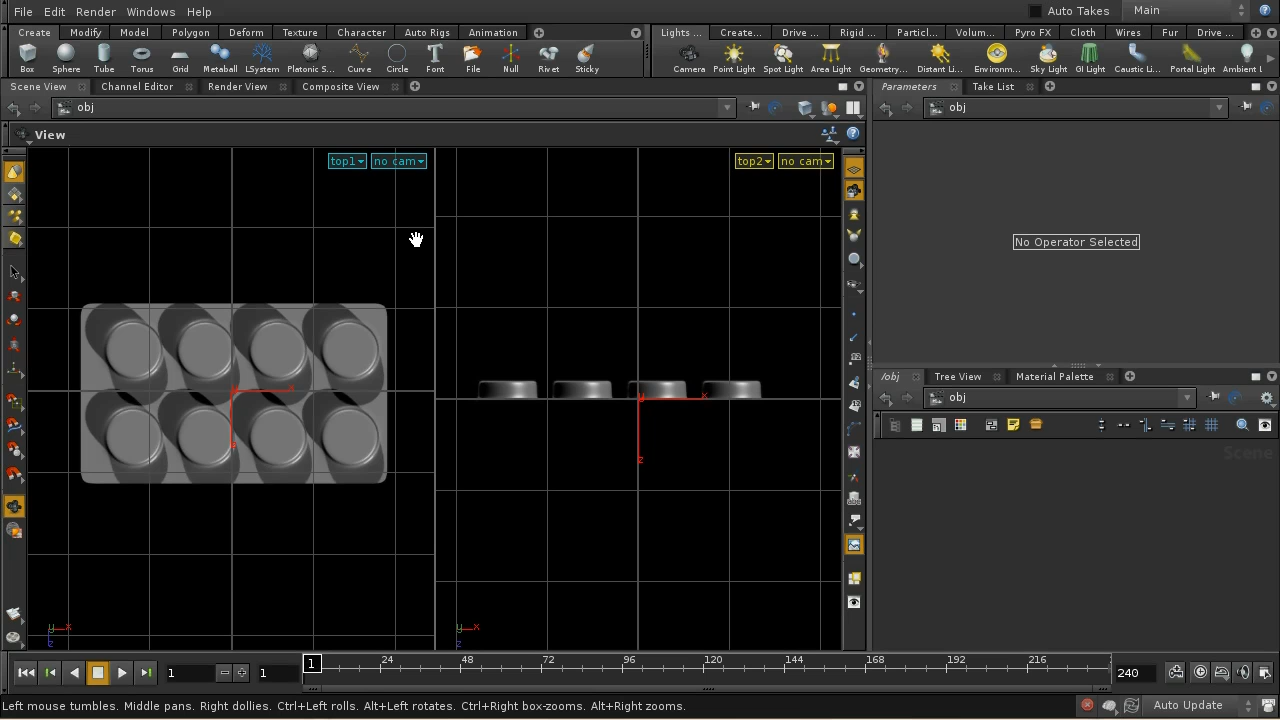 File Edit Render Windows Help Auto Takes Main
Create Modify Model Polygon Deform Texture Character Auto Rigs Animation Lights ... Create... Drive ... Rigid ... Particl... Volum... Pyro FX Cloth Wires Fur Drive ...
Box Sphere Tube Torus Grid Metaball LSystem Platonic S... Curve Circle Font File Null Rivet Sticky Camera Point Light Spot Light Area Light Geometry... Distant Li... Environm... Sky Light GI Light Caustic Li... Portal Light Ambient L
Scene View Channel Editor Render View Composite View Parameters Take List
obj obj
View
top1 no cam top2 no cam
No Operator Selected
/obj Tree View Material Palette
obj
Scene
y x
z
y x
z
y x
z
1 1 1 24 48 72 96 120 144 168 192 216 240
Left mouse tumbles. Middle pans. Right dollies. Ctrl+Left rolls. Alt+Left rotates. Ctrl+Right box-zooms. Alt+Right zooms. Auto Update